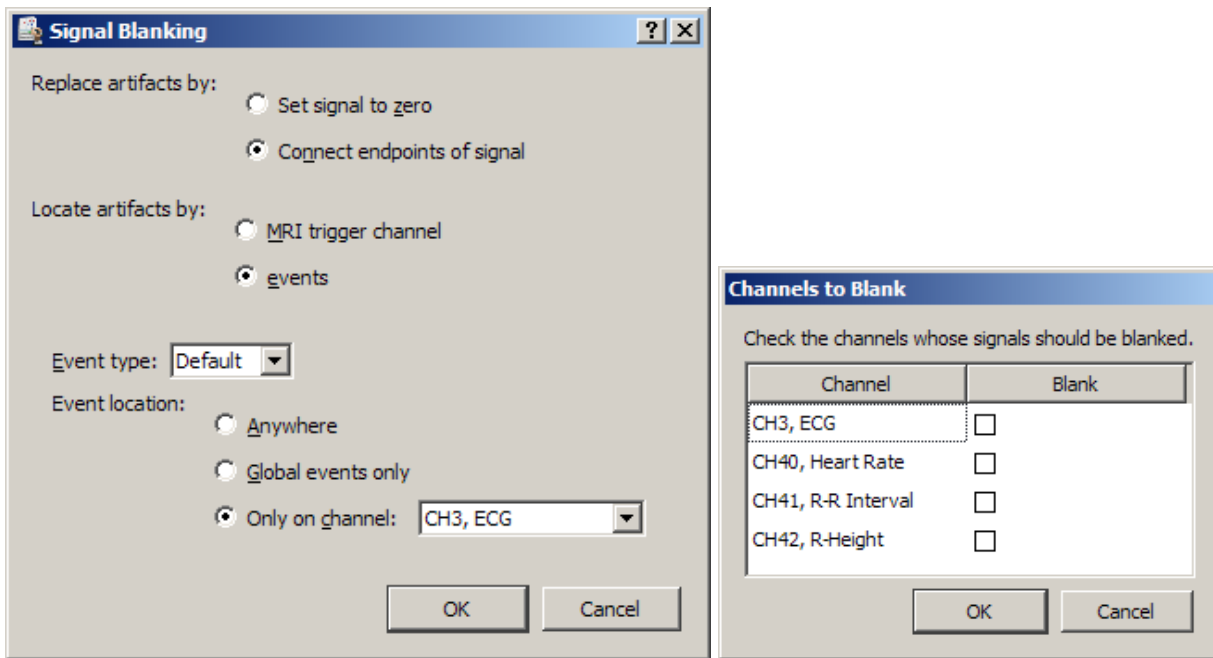 Signal Blanking
Replace artifacts by:
Set signal to zero
Connect endpoints of signal
Locate artifacts by:
MRI trigger channel
events
Event type: Default
Event location:
Anywhere
Global events only
Only on channel: CH3, ECG
OK Cancel
Channels to Blank
Check the channels whose signals should be blanked.
Channel Blank
CH3, ECG
CH40, Heart Rate
CH41, R-R Interval
CH42, R-Height
OK Cancel